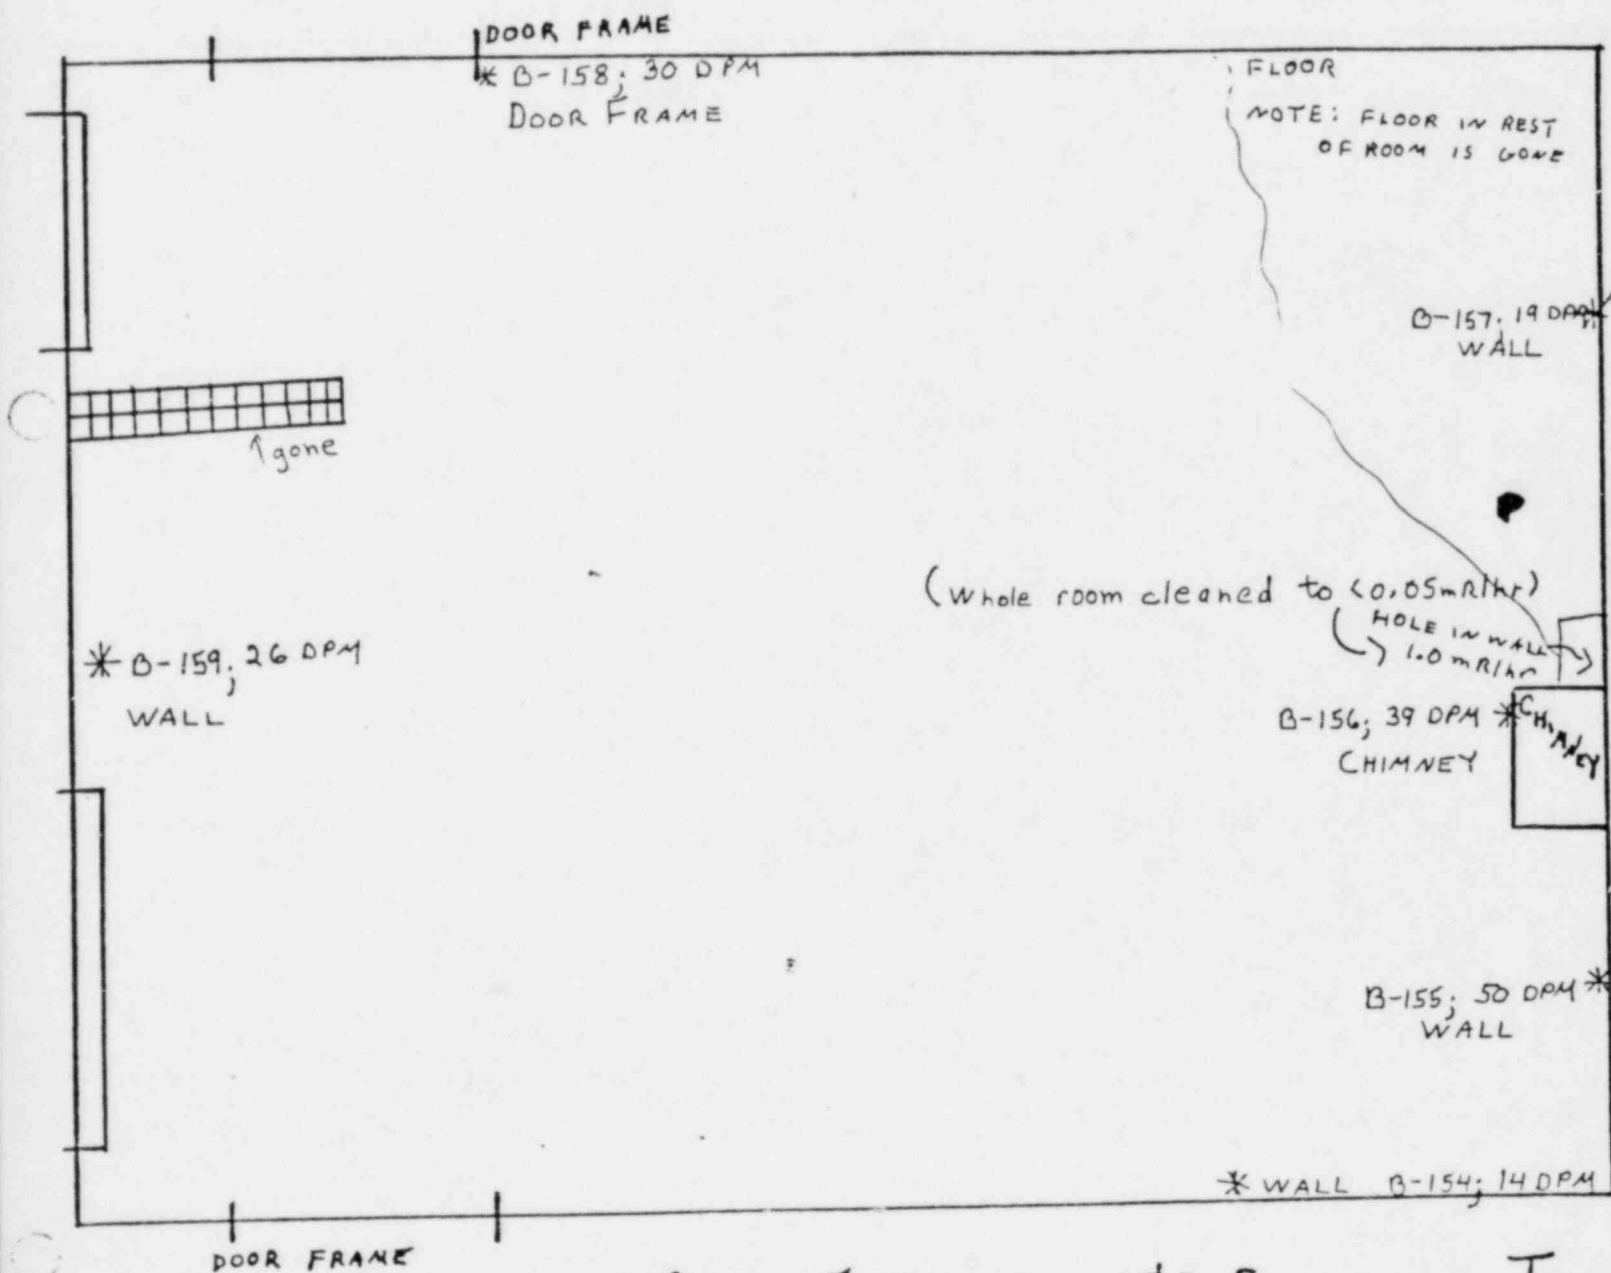 DOOR FRAME
* B-158; 30 DPM
DOOR FRAME
FLOOR
NOTE: FLOOR IN REST
OF ROOM IS GONE
B-157; 19 DPM *
WALL
↑ gone
(Whole room cleaned to <0.05mR/hr)
HOLE IN WALL
1.0 mR/hr
* B-159; 26 DPM
WALL
B-156; 39 DPM *
CHIMNEY
CHIMNEY
B-155; 50 DPM *
WALL
* WALL B-154; 14 DPM
DOOR FRAME